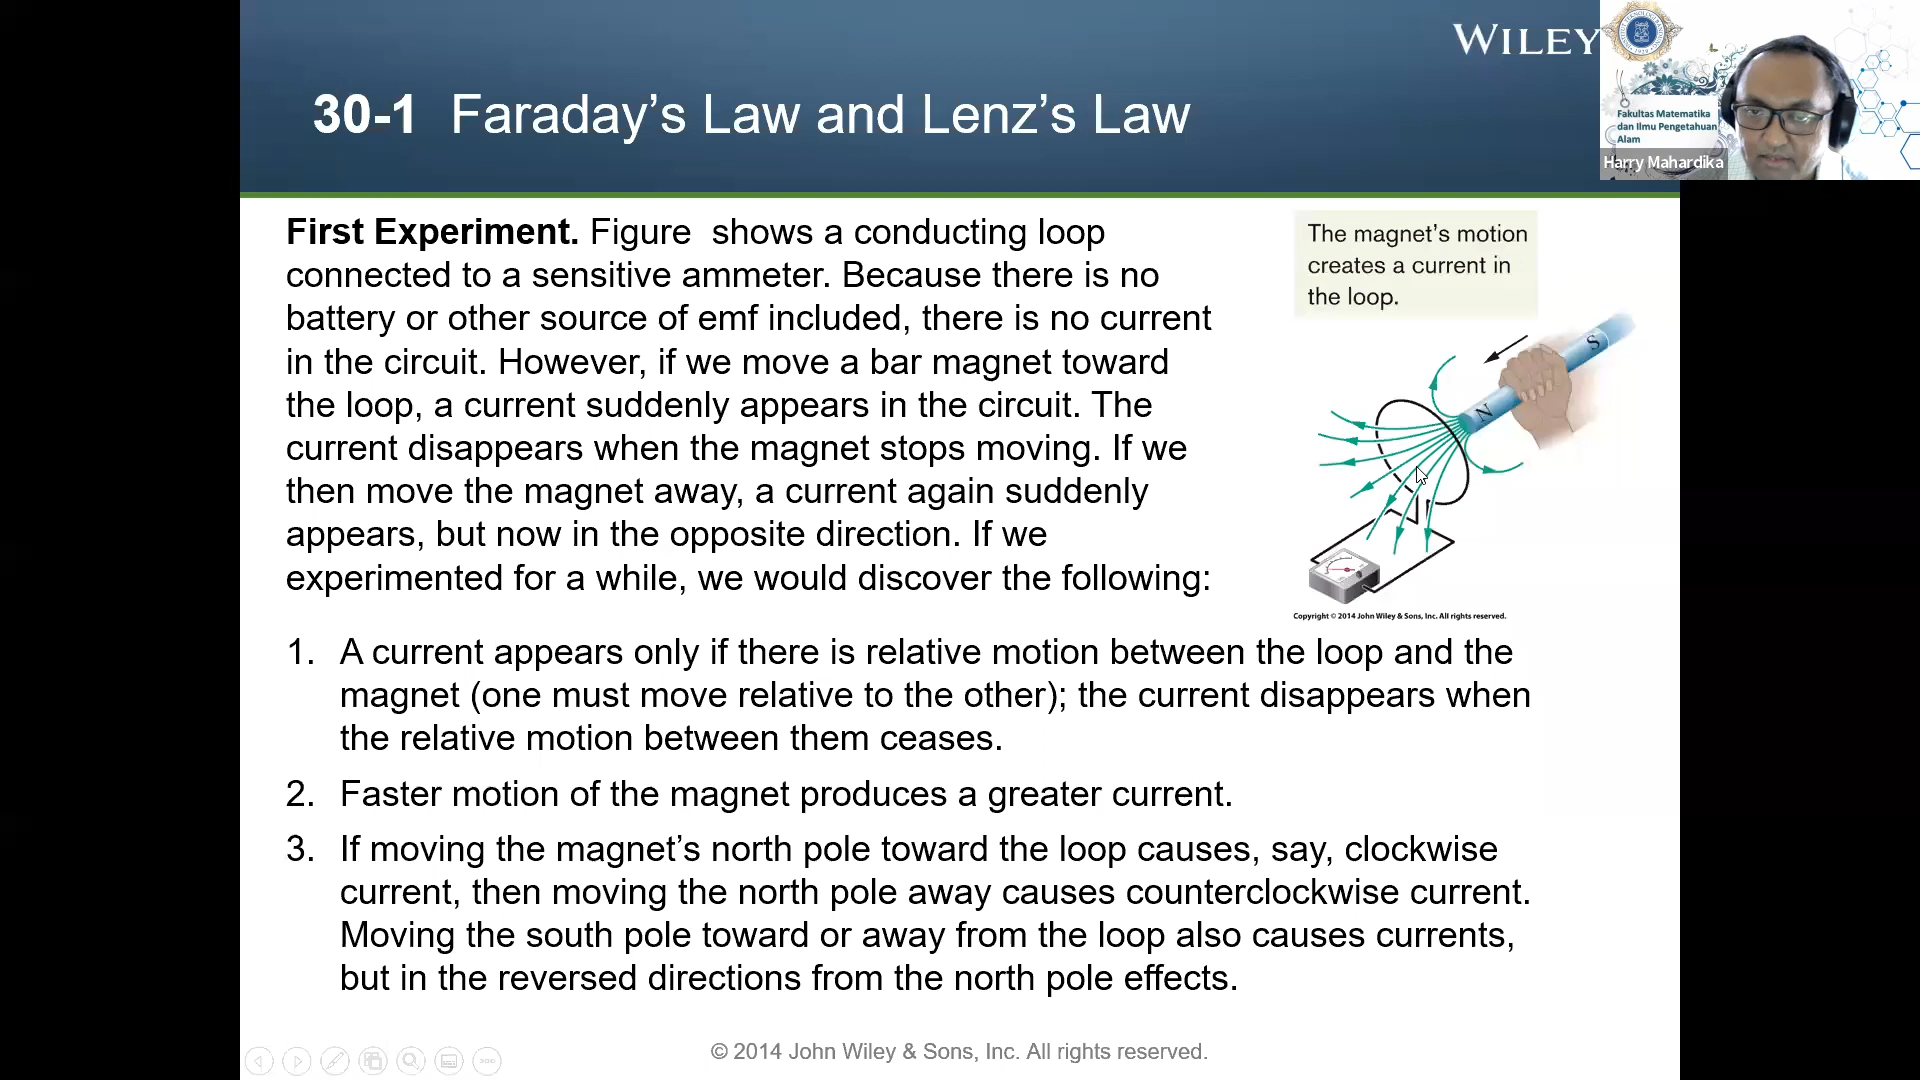 WILEY
30-1 Faraday’s Law and Lenz’s Law
Fakultas Matematika
dan Ilmu Pengetahuan
Alam
Harry Mahardika
First Experiment. Figure shows a conducting loop
connected to a sensitive ammeter. Because there is no
battery or other source of emf included, there is no current
in the circuit. However, if we move a bar magnet toward
the loop, a current suddenly appears in the circuit. The
current disappears when the magnet stops moving. If we
then move the magnet away, a current again suddenly
appears, but now in the opposite direction. If we
experimented for a while, we would discover the following:
The magnet’s motion
creates a current in
the loop.
S
N
Copyright © 2014 John Wiley & Sons, Inc. All rights reserved.
1. A current appears only if there is relative motion between the loop and the
magnet (one must move relative to the other); the current disappears when
the relative motion between them ceases.
2. Faster motion of the magnet produces a greater current.
3. If moving the magnet’s north pole toward the loop causes, say, clockwise
current, then moving the north pole away causes counterclockwise current.
Moving the south pole toward or away from the loop also causes currents,
but in the reversed directions from the north pole effects.
© 2014 John Wiley & Sons, Inc. All rights reserved.